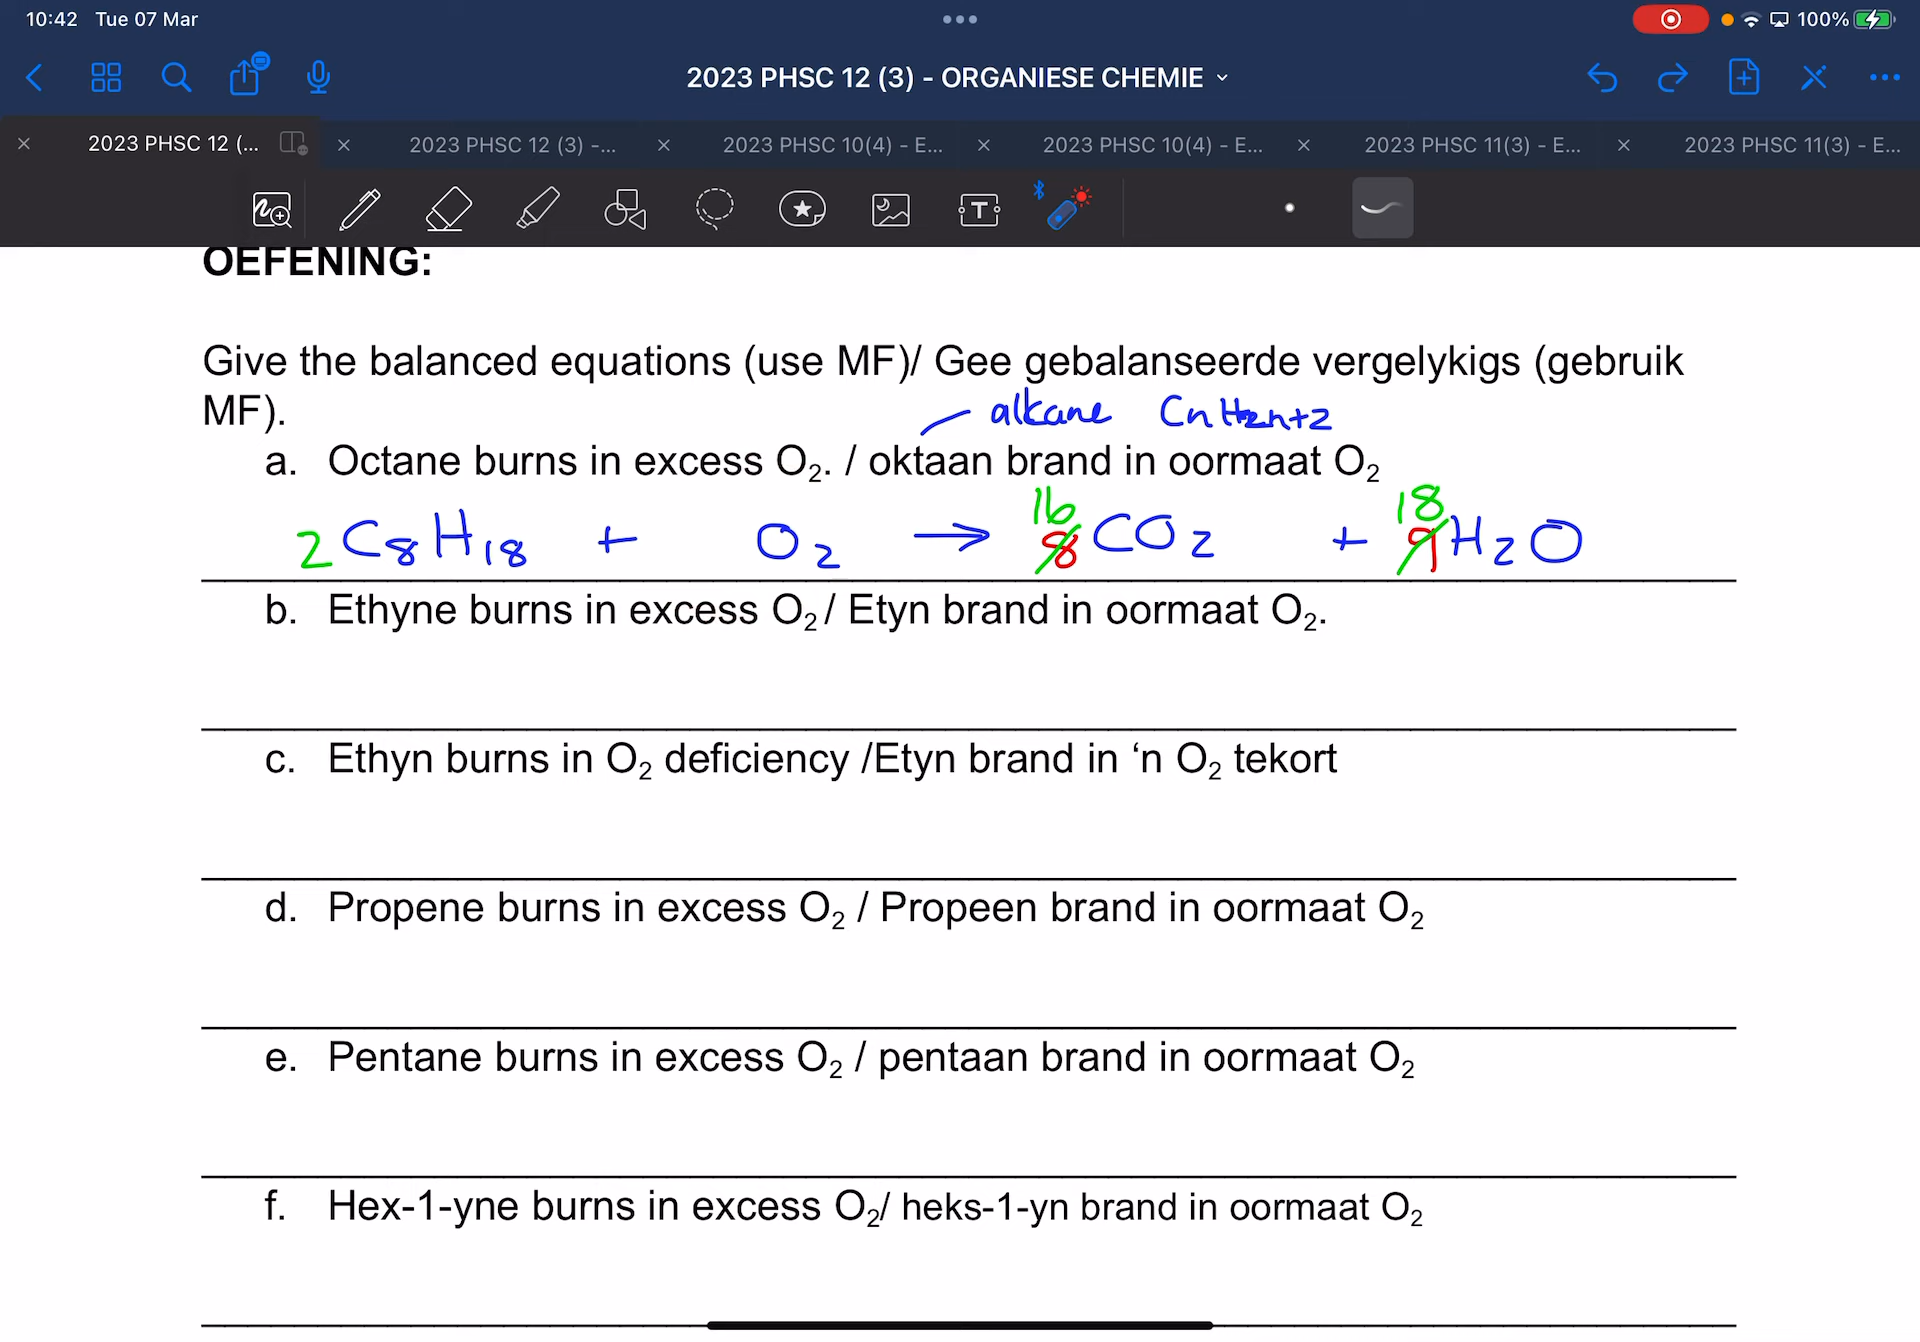 10:42 Tue 07 Mar
100%
2023 PHSC 12 (3) - ORGANIESE CHEMIE
2023 PHSC 12 (...
2023 PHSC 12 (3) -...
2023 PHSC 10(4) - E...
2023 PHSC 10(4) - E...
2023 PHSC 11(3) - E...
2023 PHSC 11(3) - E...
T
OEFENING:
Give the balanced equations (use MF)/ Gee gebalanseerde vergelykigs (gebruik
MF).
alkane CnH2n+2
a. Octane burns in excess O₂. / oktaan brand in oormaat O₂
16 18
2 C₈H₁₈ + O₂ → 8 CO₂ + 9 H₂O
b. Ethyne burns in excess O₂/ Etyn brand in oormaat O₂.
c. Ethyn burns in O₂ deficiency /Etyn brand in ‘n O₂ tekort
d. Propene burns in excess O₂ / Propeen brand in oormaat O₂
e. Pentane burns in excess O₂ / pentaan brand in oormaat O₂
f. Hex-1-yne burns in excess O₂/ heks-1-yn brand in oormaat O₂